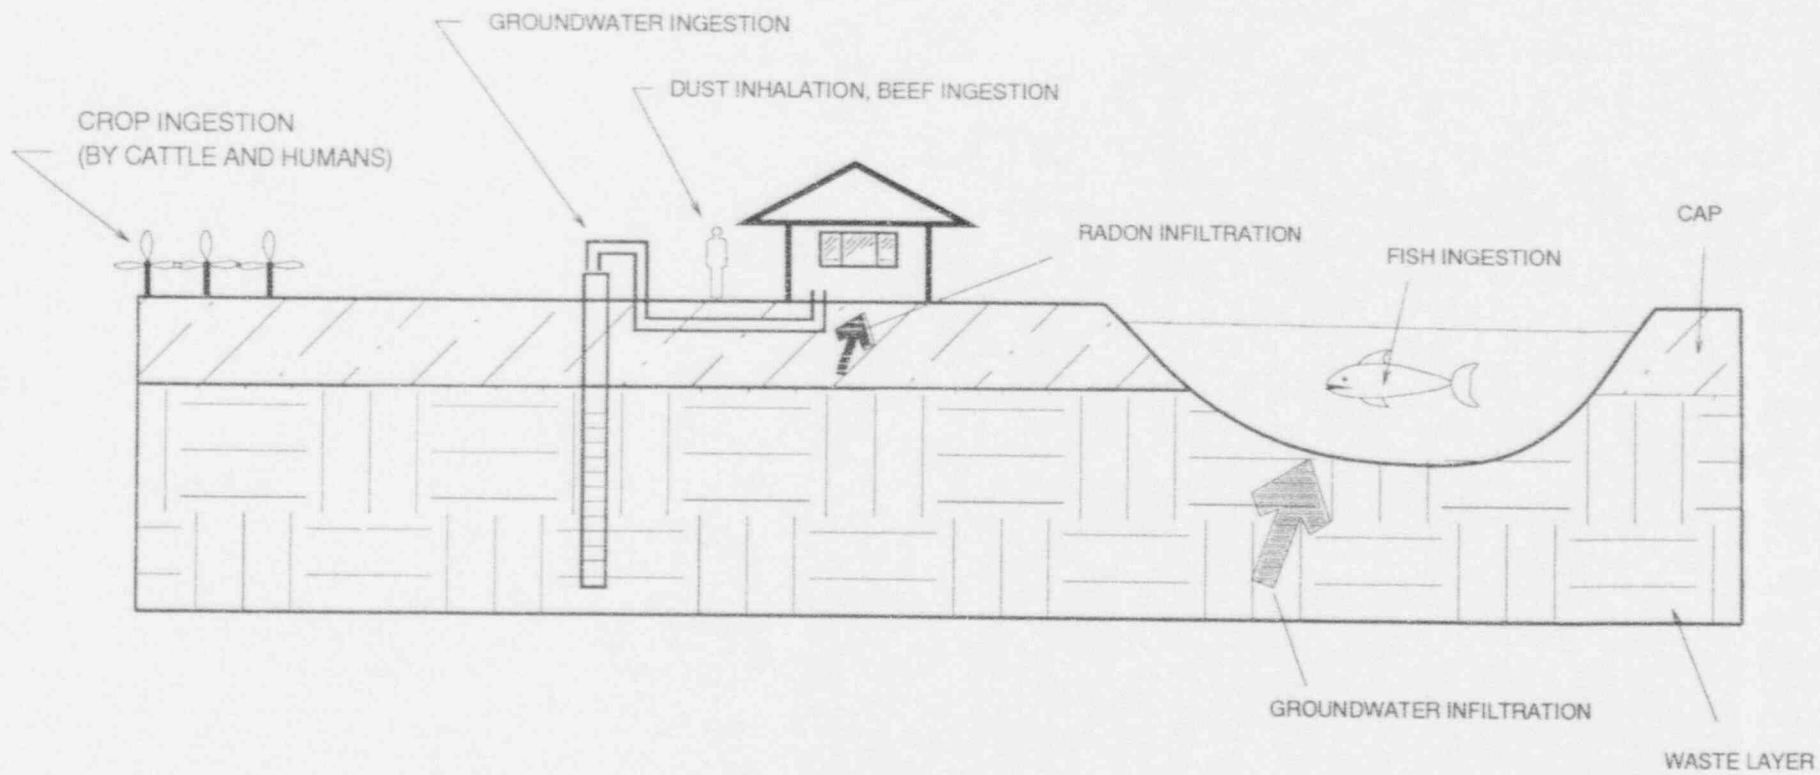 GROUNDWATER INGESTION
DUST INHALATION, BEEF INGESTION
CROP INGESTION
(BY CATTLE AND HUMANS)
CAP
RADON INFILTRATION
FISH INGESTION
GROUNDWATER INFILTRATION
WASTE LAYER